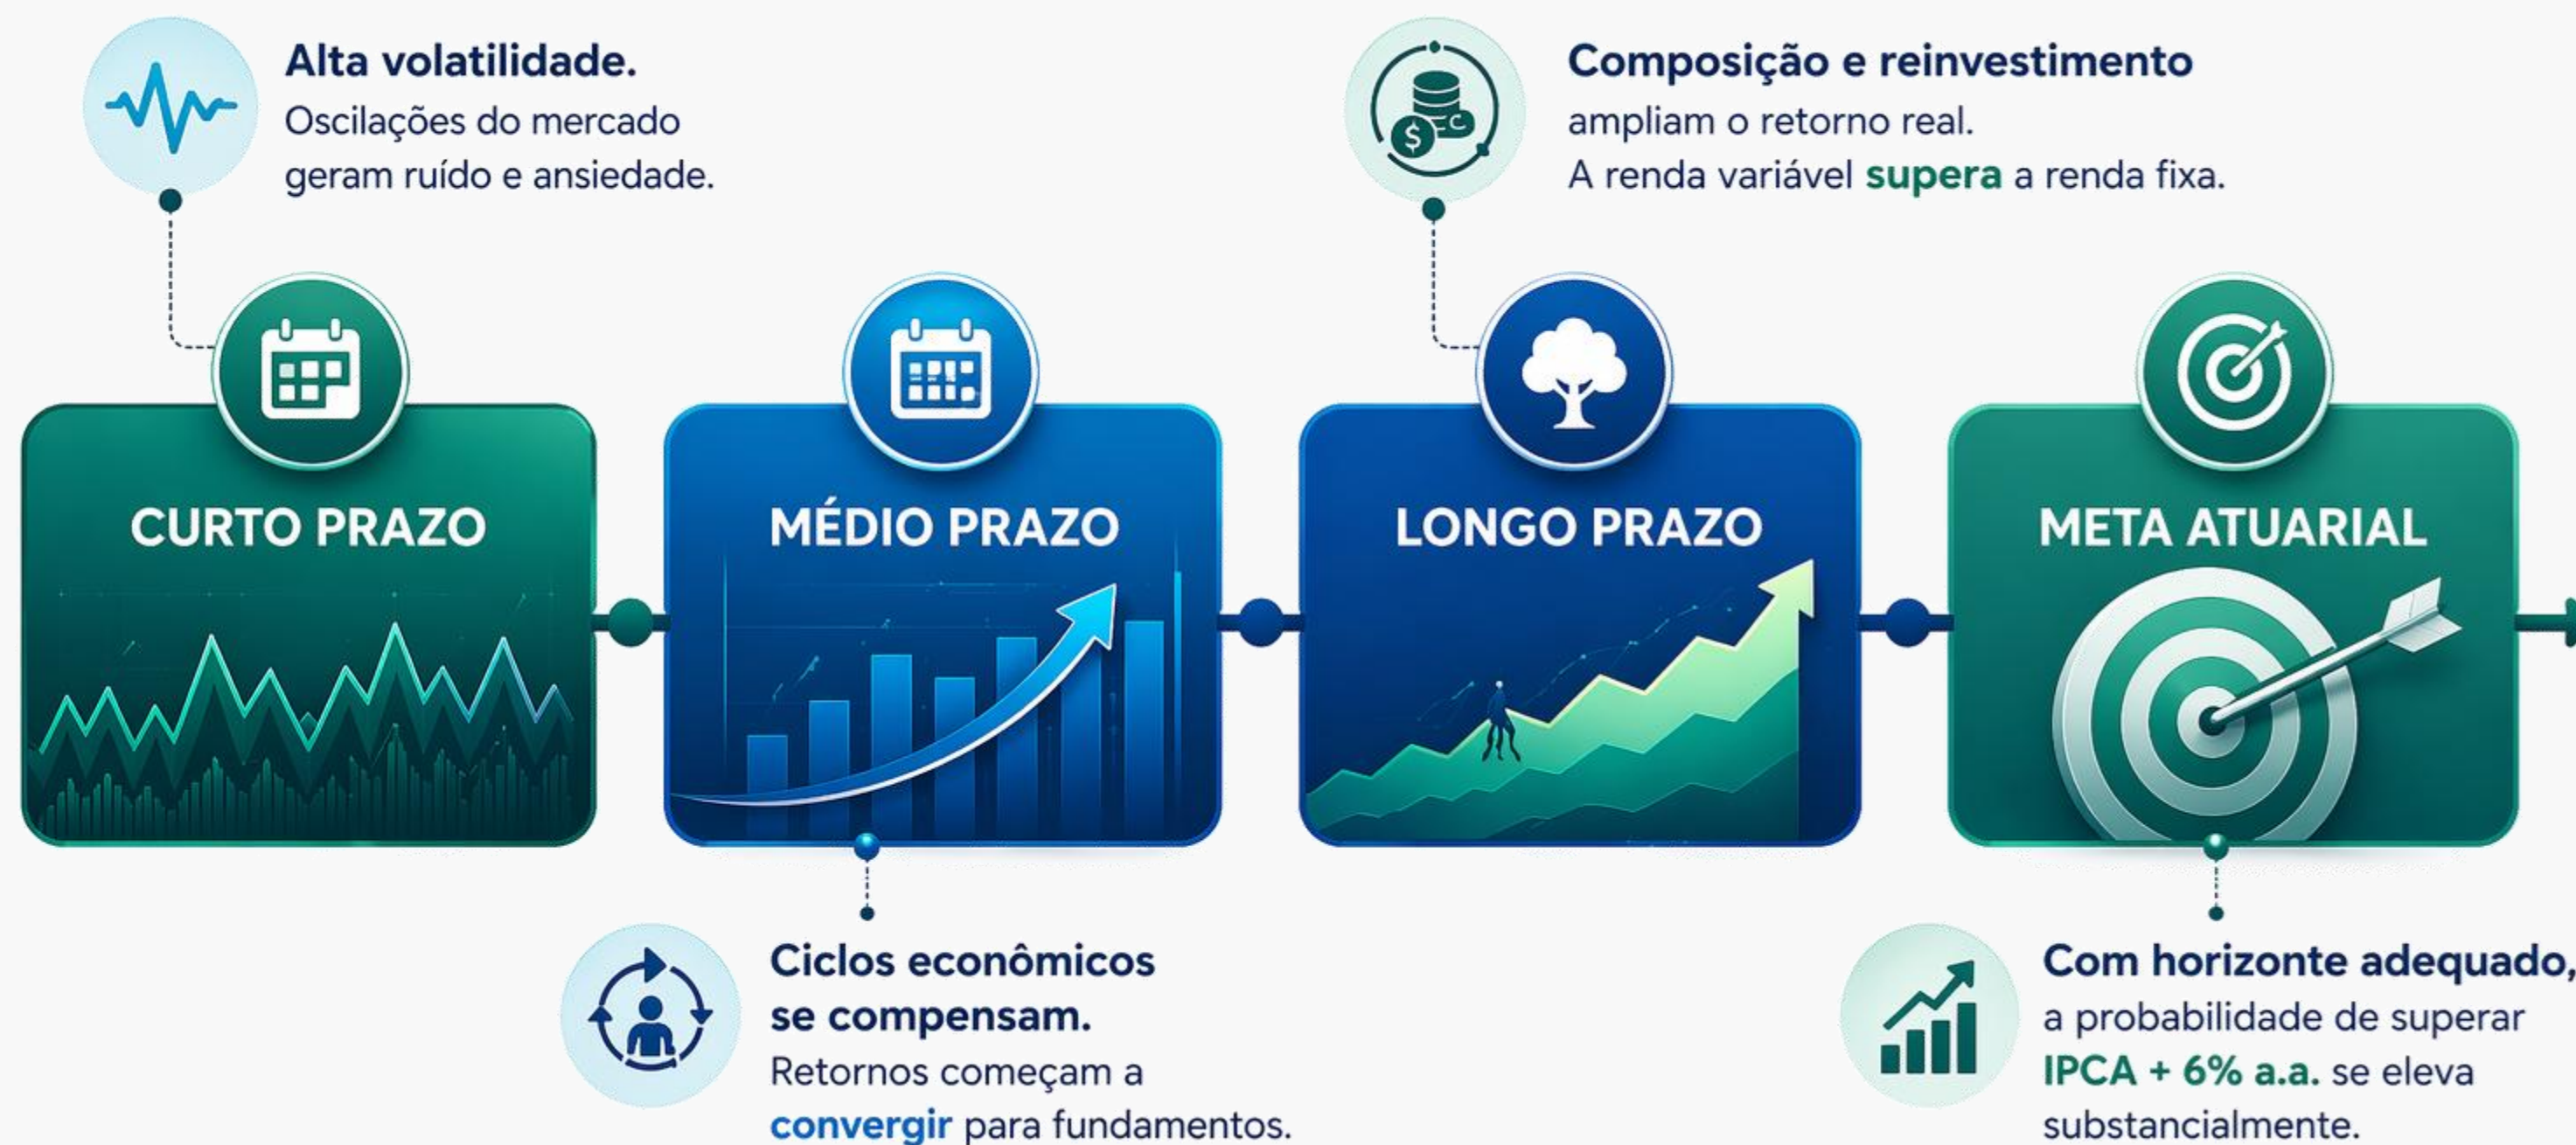 Alta volatilidade.
Oscilações do mercado
geram ruído e ansiedade.
Composição e reinvestimento
ampliam o retorno real.
A renda variável supera a renda fixa.
CURTO PRAZO
MÉDIO PRAZO
LONGO PRAZO
META ATUARIAL
Ciclos econômicos
se compensam.
Retornos começam a
convergir para fundamentos.
Com horizonte adequado,
a probabilidade de superar
IPCA + 6% a.a. se eleva
substancialmente.